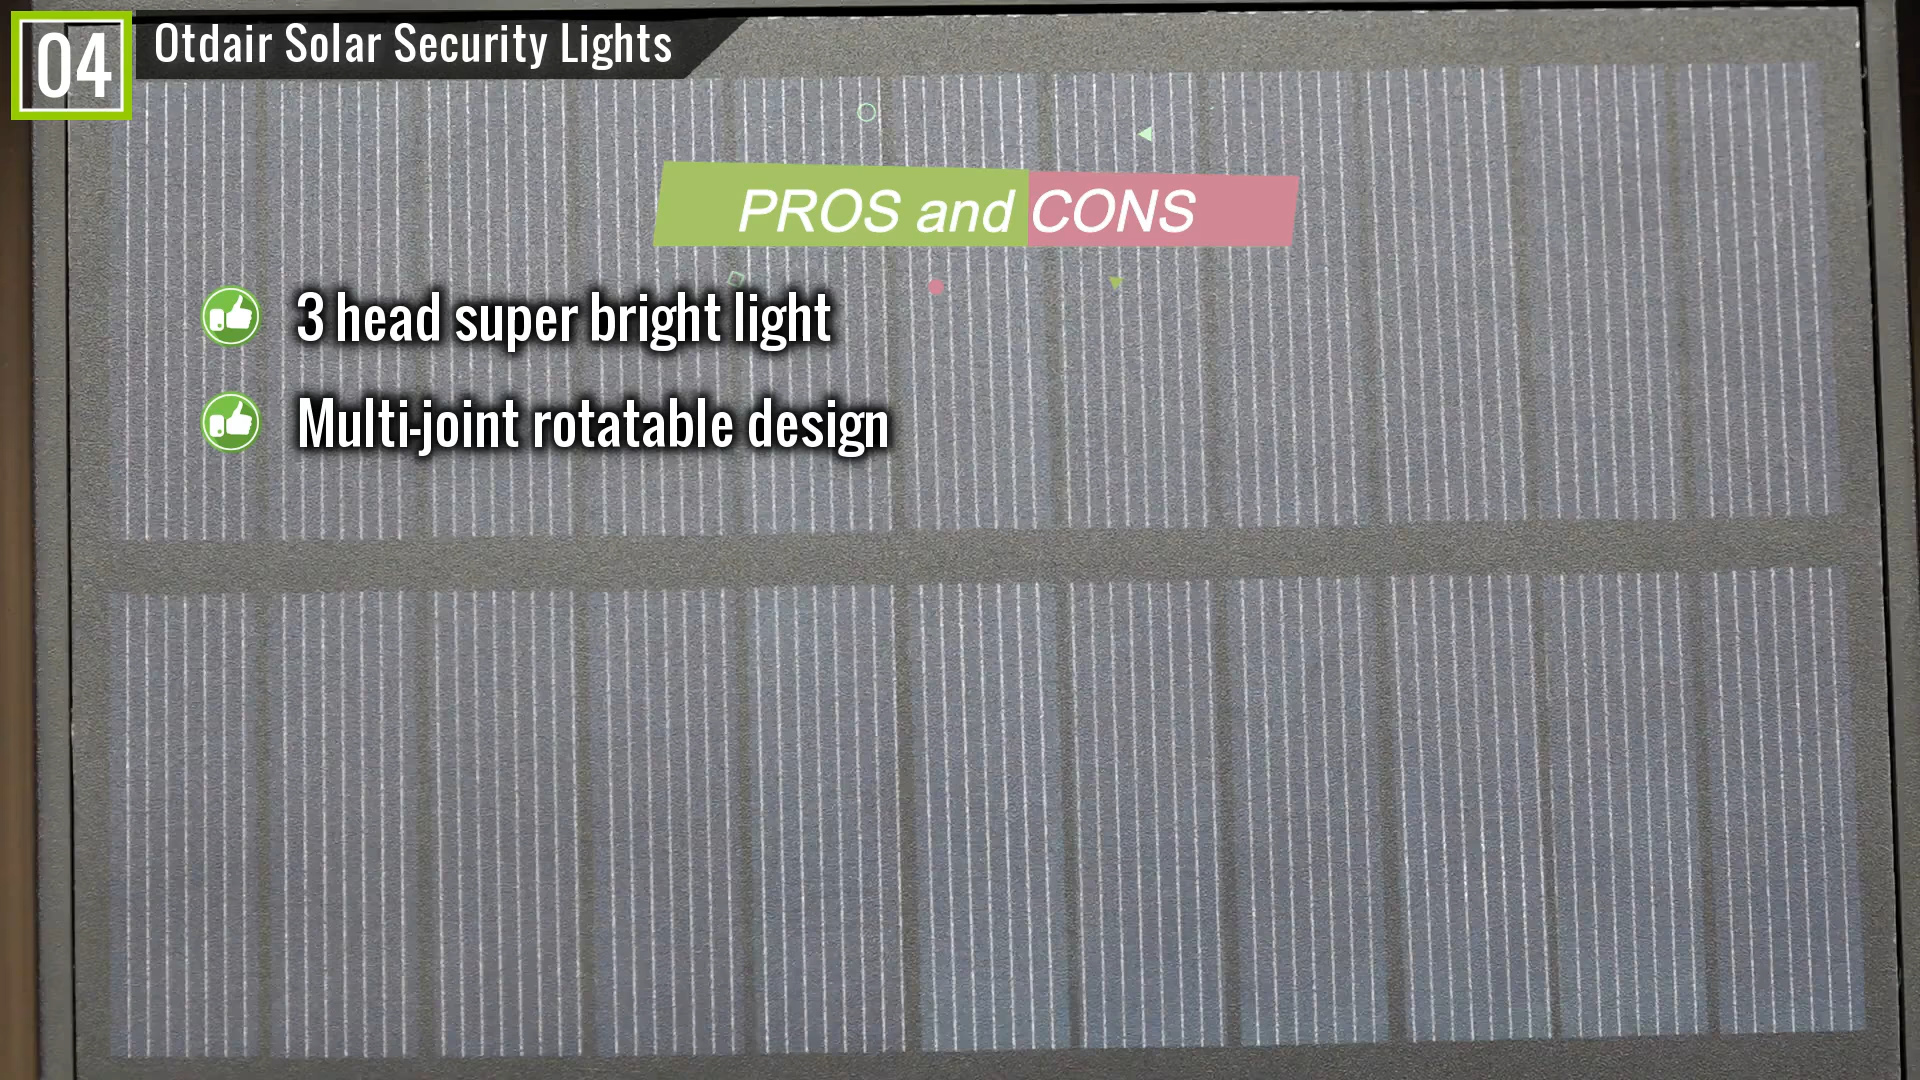 04
Otdair Solar Security Lights
PROS and CONS
3 head super bright light
Multi-joint rotatable design